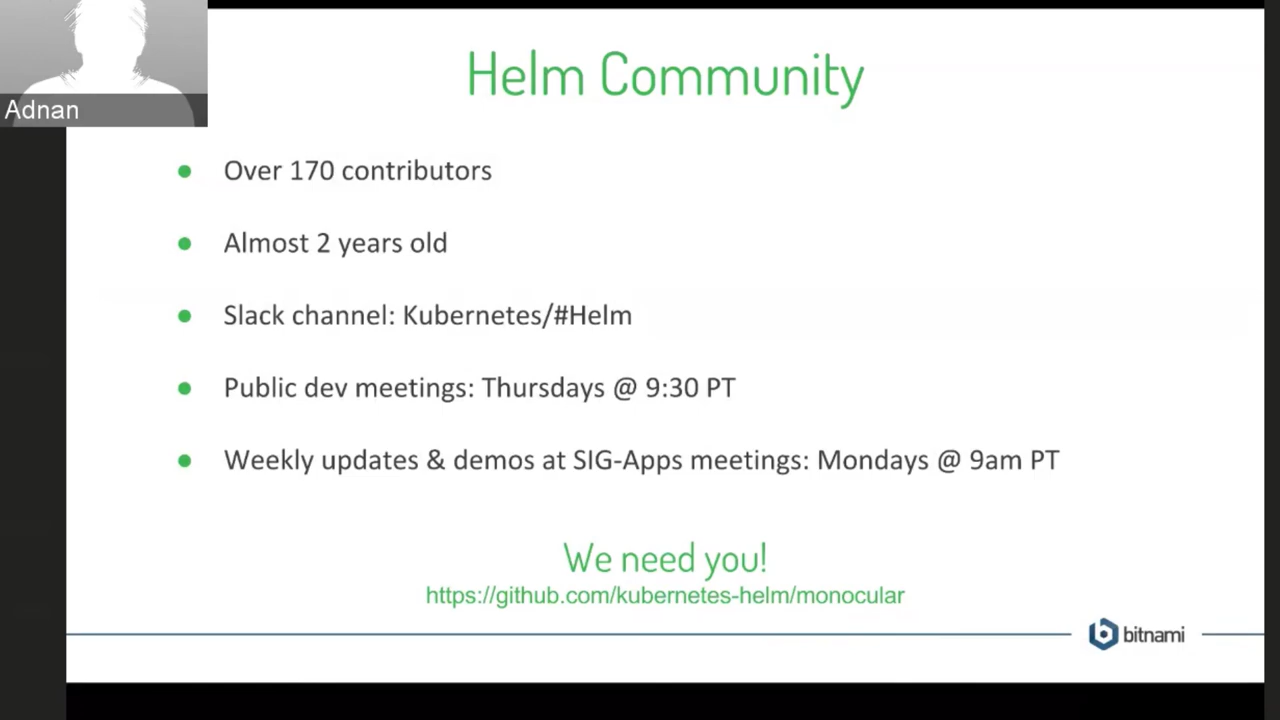 Adnan
Helm Community
Over 170 contributors
Almost 2 years old
Slack channel: Kubernetes/#Helm
Public dev meetings: Thursdays @ 9:30 PT
Weekly updates & demos at SIG-Apps meetings: Mondays @ 9am PT
We need you!
https://github.com/kubernetes-helm/monocular
bitnami